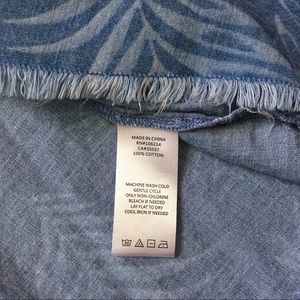 MADE IN CHINA
RN#106214
CA#35037
100% COTTON
MACHINE WASH COLD
GENTLE CYCLE
ONLY NON-CHLORINE
BLEACH IF NEEDED
LAY FLAT TO DRY
COOL IRON IF NEEDED